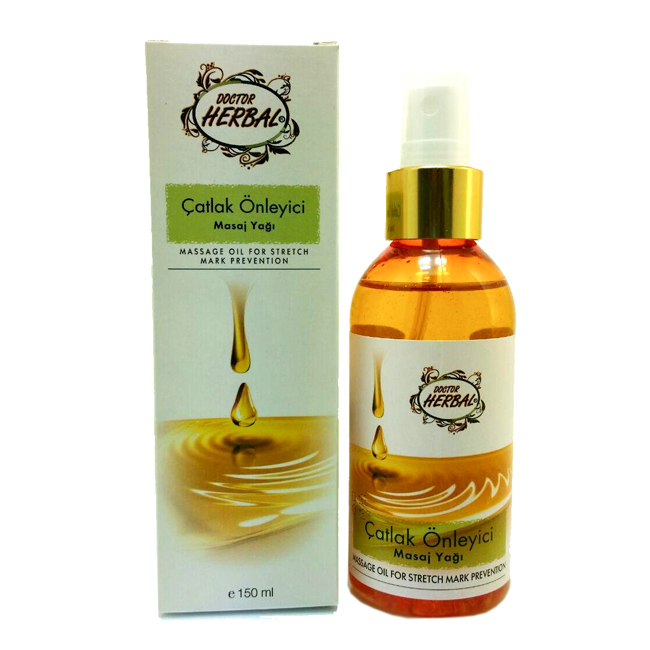 DOCTOR
HERBAL®
Çatlak Önleyici
Masaj Yağı
MASSAGE OIL FOR STRETCH
MARK PREVENTION
e 150 ml
DOCTOR
HERBAL®
Çatlak Önleyici
Masaj Yağı
MASSAGE OIL FOR STRETCH MARK PREVENTION